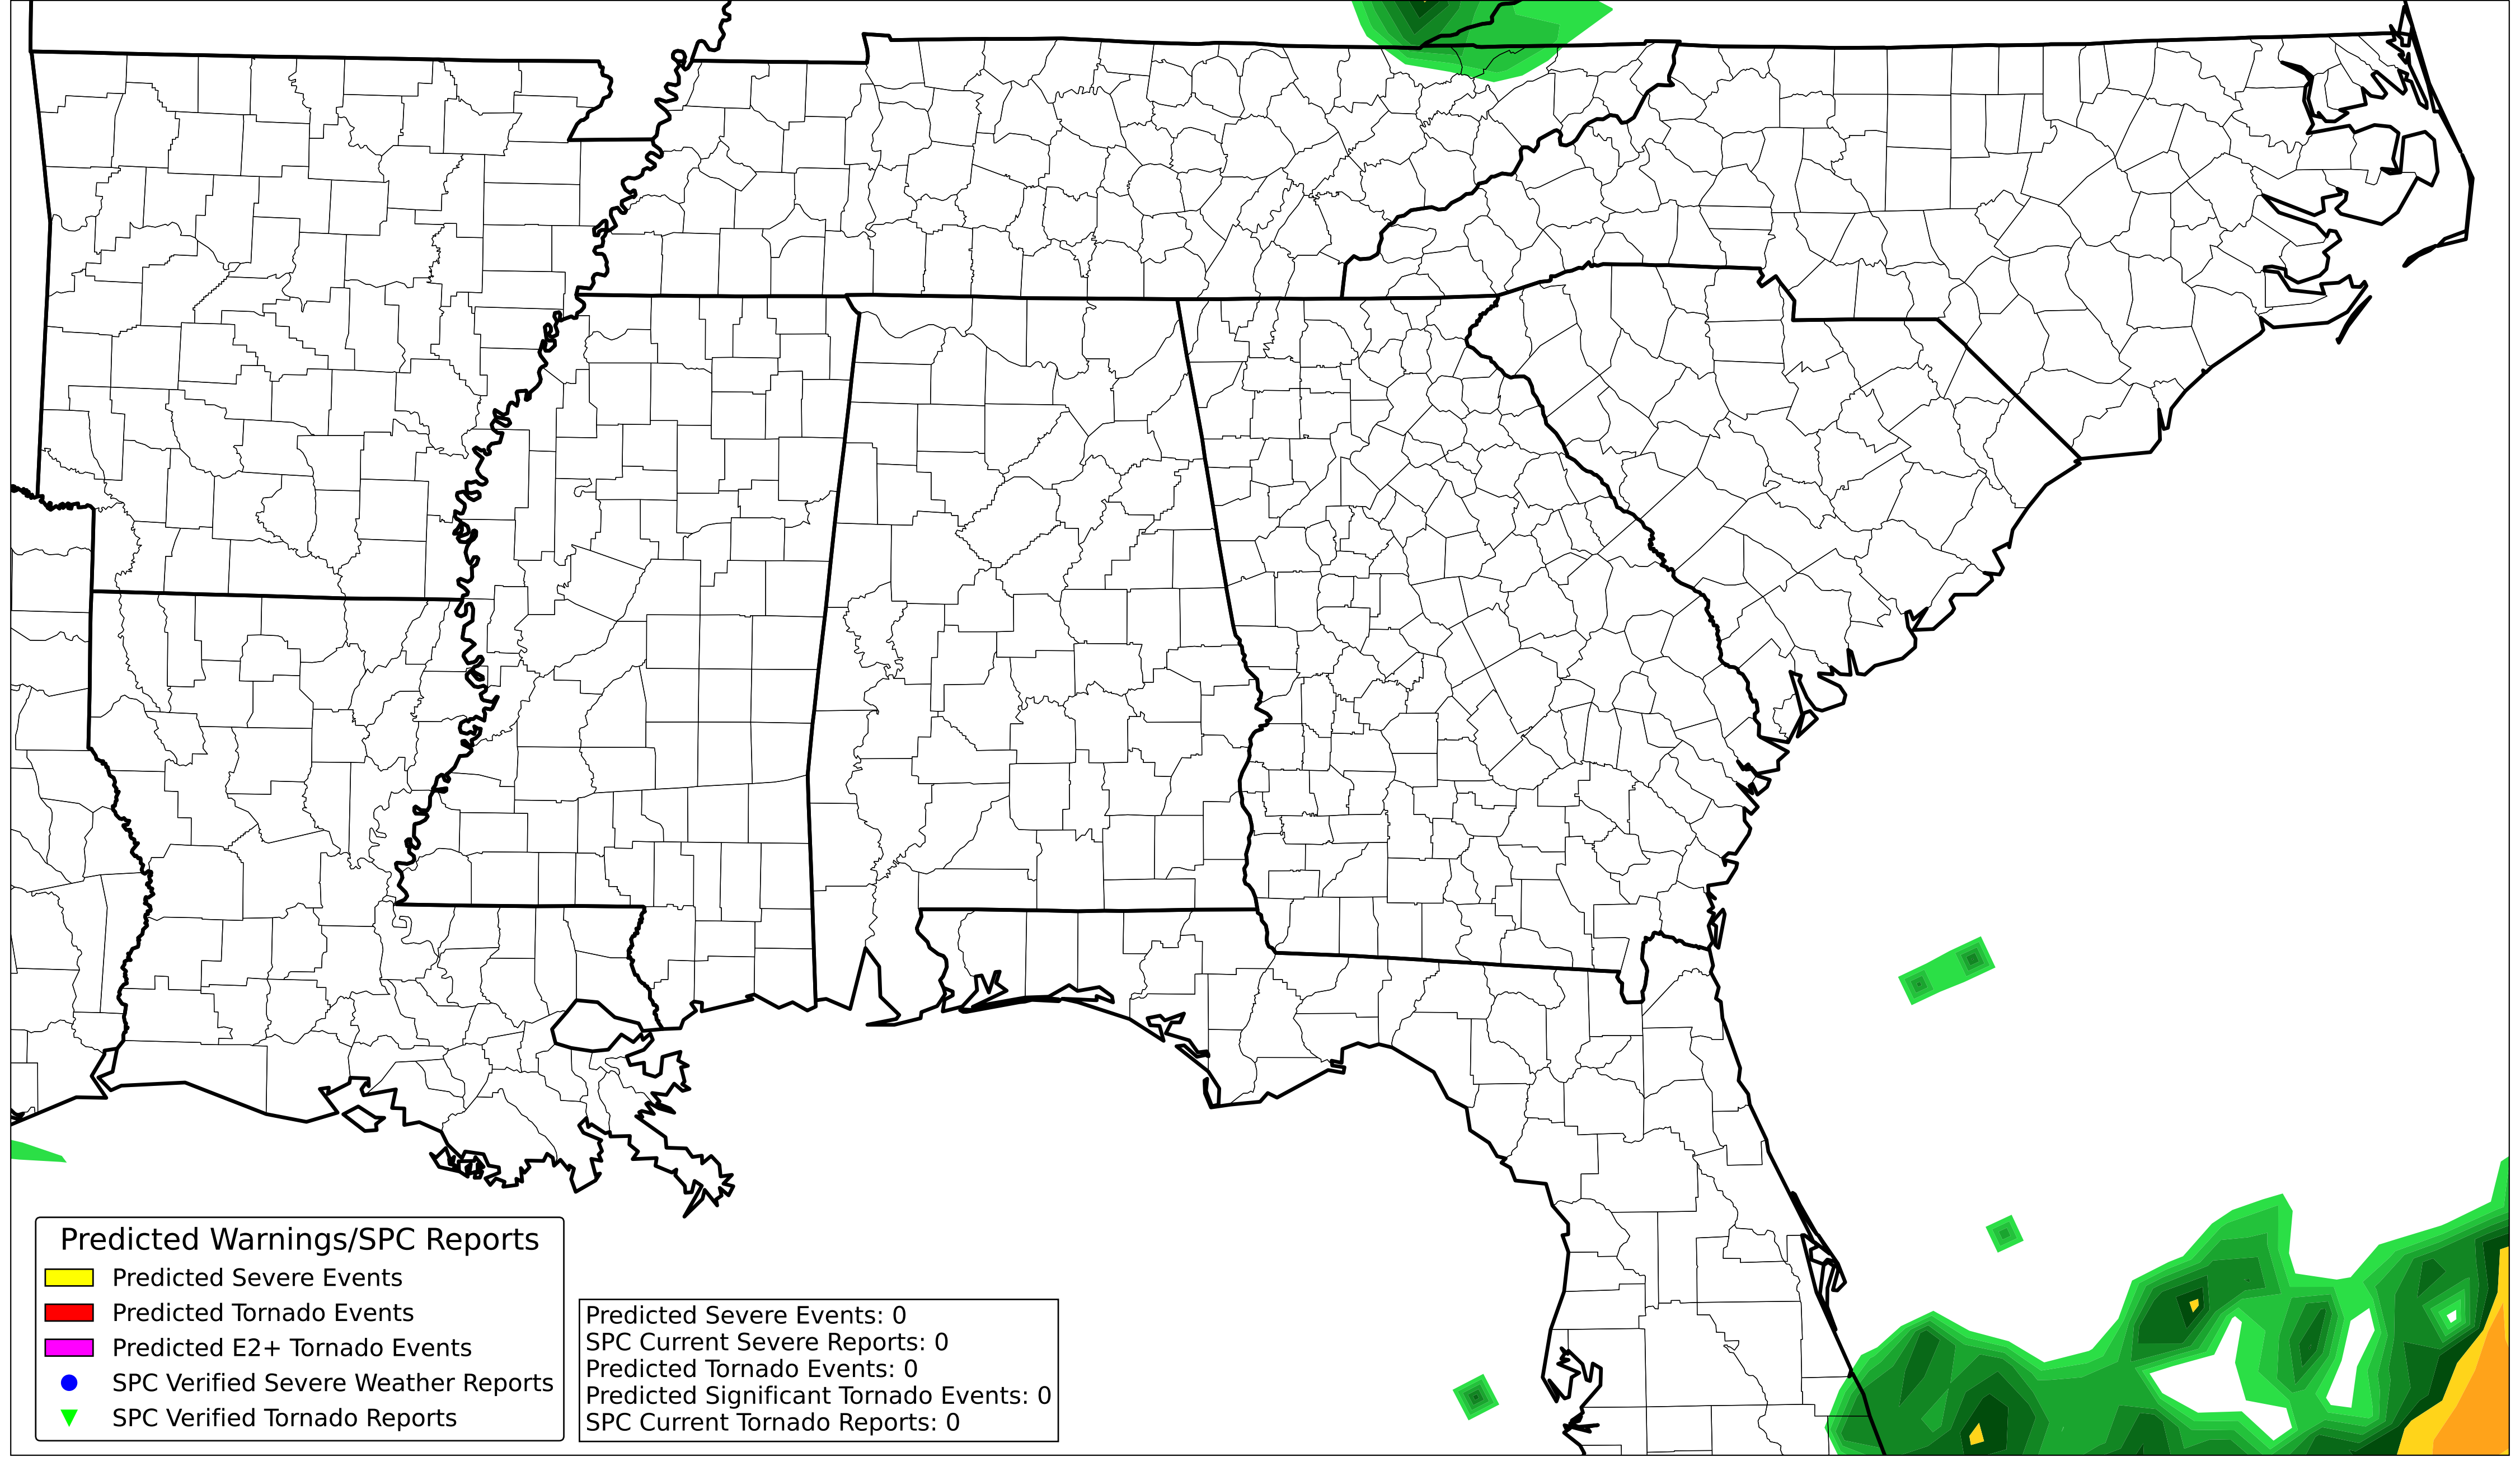 Predicted Warnings/SPC Reports
Predicted Severe Events
Predicted Tornado Events
Predicted E2+ Tornado Events
SPC Verified Severe Weather Reports
SPC Verified Tornado Reports
Predicted Severe Events: 0
SPC Current Severe Reports: 0
Predicted Tornado Events: 0
Predicted Significant Tornado Events: 0
SPC Current Tornado Reports: 0